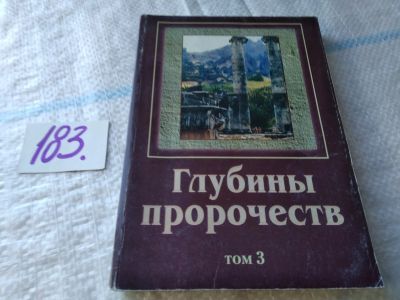 183.
Глубины
пророчеств
том 3